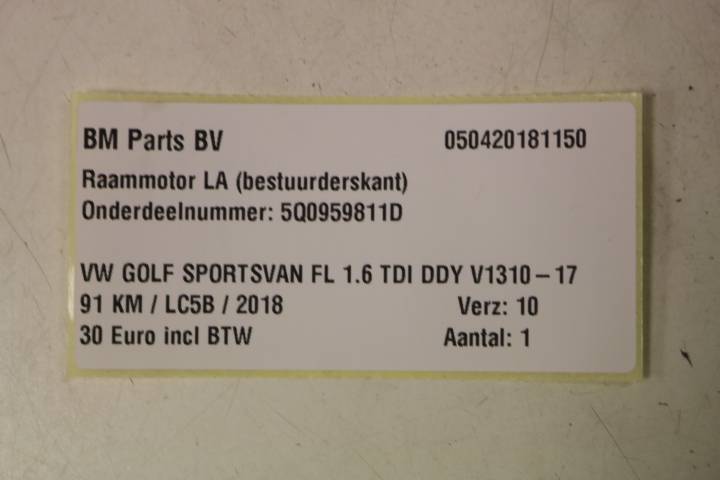 BM Parts BV 050420181150
Raammotor LA (bestuurderskant)
Onderdeelnummer: 5Q0959811D
VW GOLF SPORTSVAN FL 1.6 TDI DDY V1310-17
91 KM / LC5B / 2018 Verz: 10
30 Euro incl BTW Aantal: 1